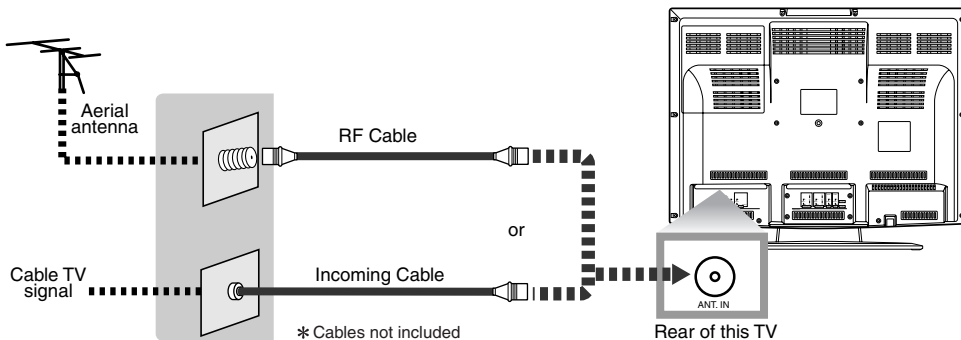 Aerial
antenna
RF Cable
or
Cable TV
signal
Incoming Cable
* Cables not included
ANT. IN
Rear of this TV